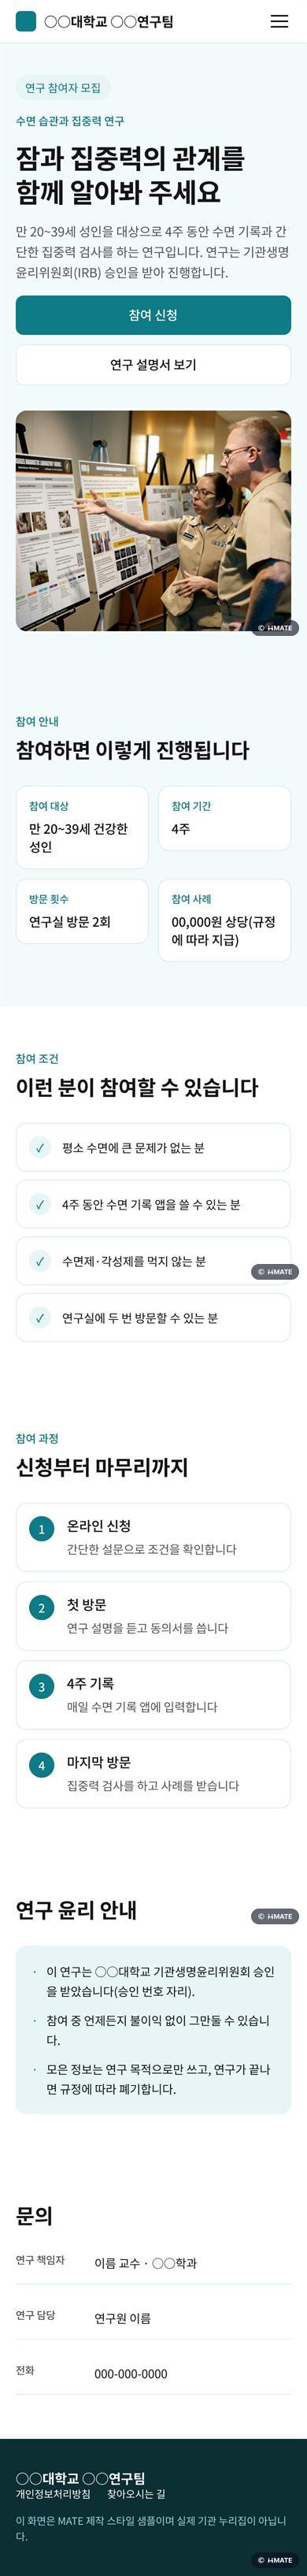 ○○대학교 ○○연구팀
연구 참여자 모집
수면 습관과 집중력 연구
잠과 집중력의 관계를
함께 알아봐 주세요
만 20~39세 성인을 대상으로 4주 동안 수면 기록과 간
단한 집중력 검사를 하는 연구입니다. 연구는 기관생명
윤리위원회(IRB) 승인을 받아 진행합니다.
참여 신청
연구 설명서 보기
© HMATE
참여 안내
참여하면 이렇게 진행됩니다
참여 대상
만 20~39세 건강한
성인
참여 기간
4주
방문 횟수
연구실 방문 2회
참여 사례
00,000원 상당(규정
에 따라 지급)
참여 조건
이런 분이 참여할 수 있습니다
✓ 평소 수면에 큰 문제가 없는 분
✓ 4주 동안 수면 기록 앱을 쓸 수 있는 분
✓ 수면제·각성제를 먹지 않는 분
© HMATE
✓ 연구실에 두 번 방문할 수 있는 분
참여 과정
신청부터 마무리까지
1 온라인 신청
간단한 설문으로 조건을 확인합니다
2 첫 방문
연구 설명을 듣고 동의서를 씁니다
3 4주 기록
매일 수면 기록 앱에 입력합니다
4 마지막 방문
집중력 검사를 하고 사례를 받습니다
연구 윤리 안내
© HMATE
· 이 연구는 ○○대학교 기관생명윤리위원회 승인
을 받았습니다(승인 번호 자리).
· 참여 중 언제든지 불이익 없이 그만둘 수 있습니
다.
· 모은 정보는 연구 목적으로만 쓰고, 연구가 끝나
면 규정에 따라 폐기합니다.
문의
연구 책임자 이름 교수 · ○○학과
연구 담당 연구원 이름
전화 000-000-0000
○○대학교 ○○연구팀
개인정보처리방침 찾아오시는 길
이 화면은 MATE 제작 스타일 샘플이며 실제 기관 누리집이 아닙니
다.
© HMATE